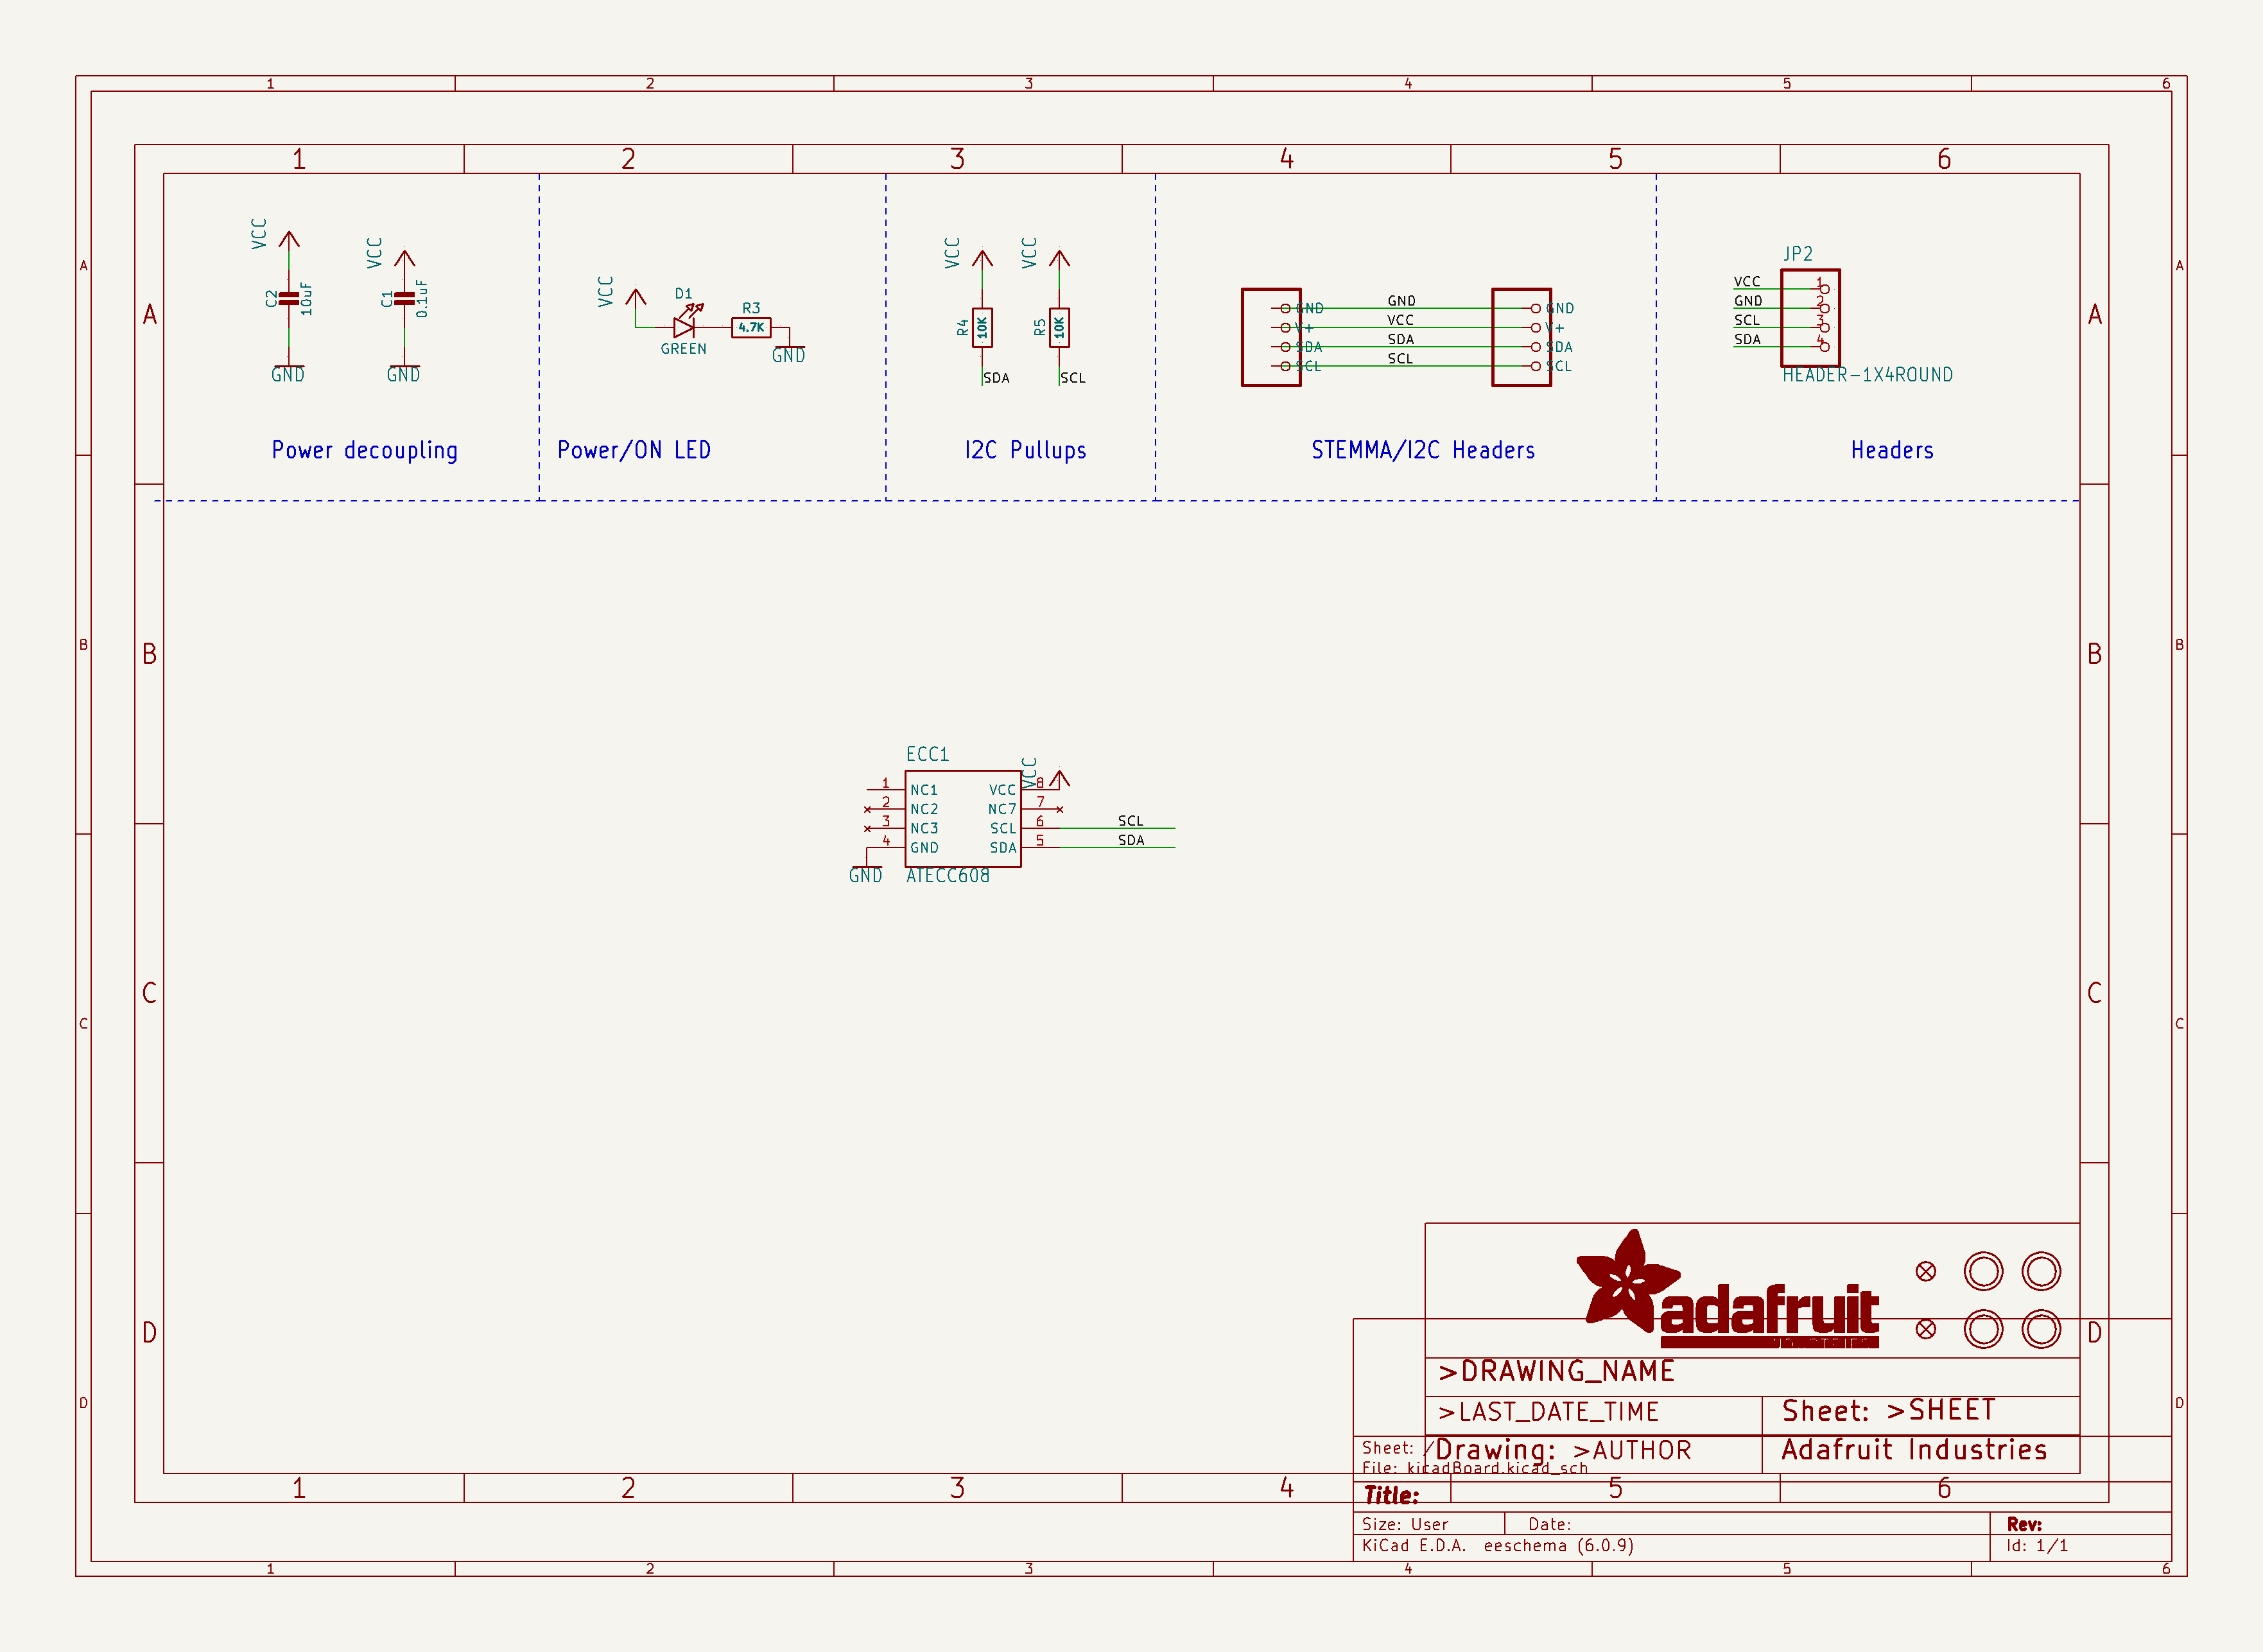 1 2 3 4 5 6
1 2 3 4 5 6
A A
A A
VCC
C2
10uF
GND
VCC
C1
0.1uF
GND
Power decoupling
VCC
D1
GREEN
R3
4.7K
GND
Power/ON LED
VCC
R4
10K
SDA
VCC
R5
10K
SCL
I2C Pullups
GND GND GND
V+ VCC V+
SDA SDA SDA
SCL SCL SCL
STEMMA/I2C Headers
JP2
VCC 1
GND 2
SCL 3
SDA 4
HEADER-1X4ROUND
Headers
B B
B B
ECC1
VCC
1 NC1 VCC 8
2 NC2 NC7 7
3 NC3 SCL 6 SCL
4 GND SDA 5 SDA
GND ATECC608
C C
C C
D D
D D
adafruit
>DRAWING_NAME
>LAST_DATE_TIME Sheet: >SHEET
Drawing: >AUTHOR Adafruit Industries
Sheet: /
File: kicadBoard.kicad_sch
1 2 3 4 5 6
Title:
Size: User Date: Rev:
KiCad E.D.A. eeschema (6.0.9) Id: 1/1
1 2 3 4 5 6